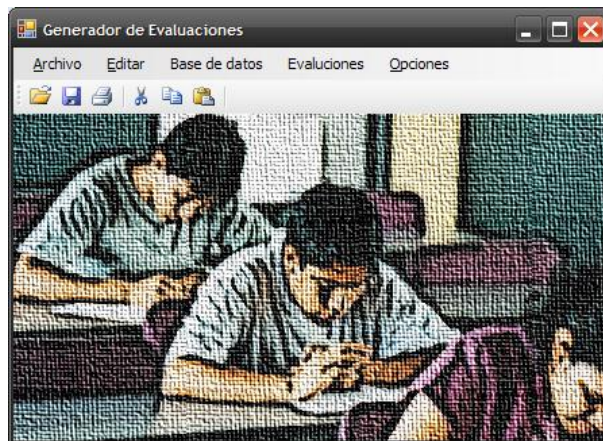 Generador de Evaluaciones
Archivo Editar Base de datos Evaluciones Opciones